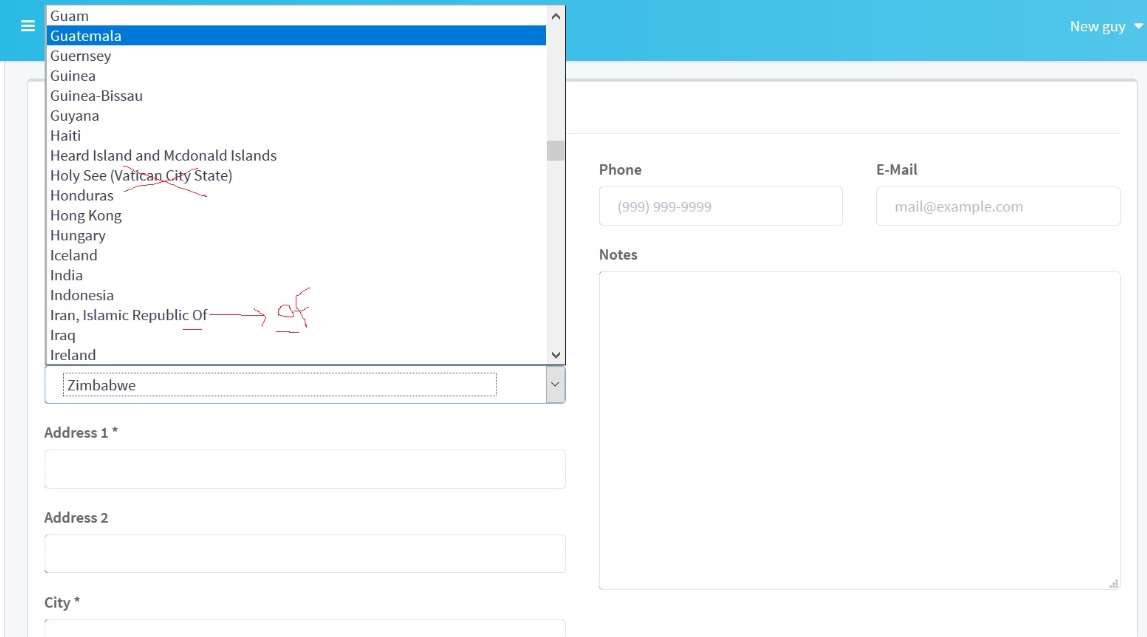 Guam
Guatemala
New guy
Guernsey
Guinea
Guinea-Bissau
Guyana
Haiti
Heard Island and Mcdonald Islands
Holy See (Vatican City State)
Honduras
Hong Kong
Hungary
Iceland
India
Indonesia
Iran, Islamic Republic Of of
Iraq
Ireland
Zimbabwe
Address 1 *
Address 2
City *
Phone
(999) 999-9999
E-Mail
mail@example.com
Notes